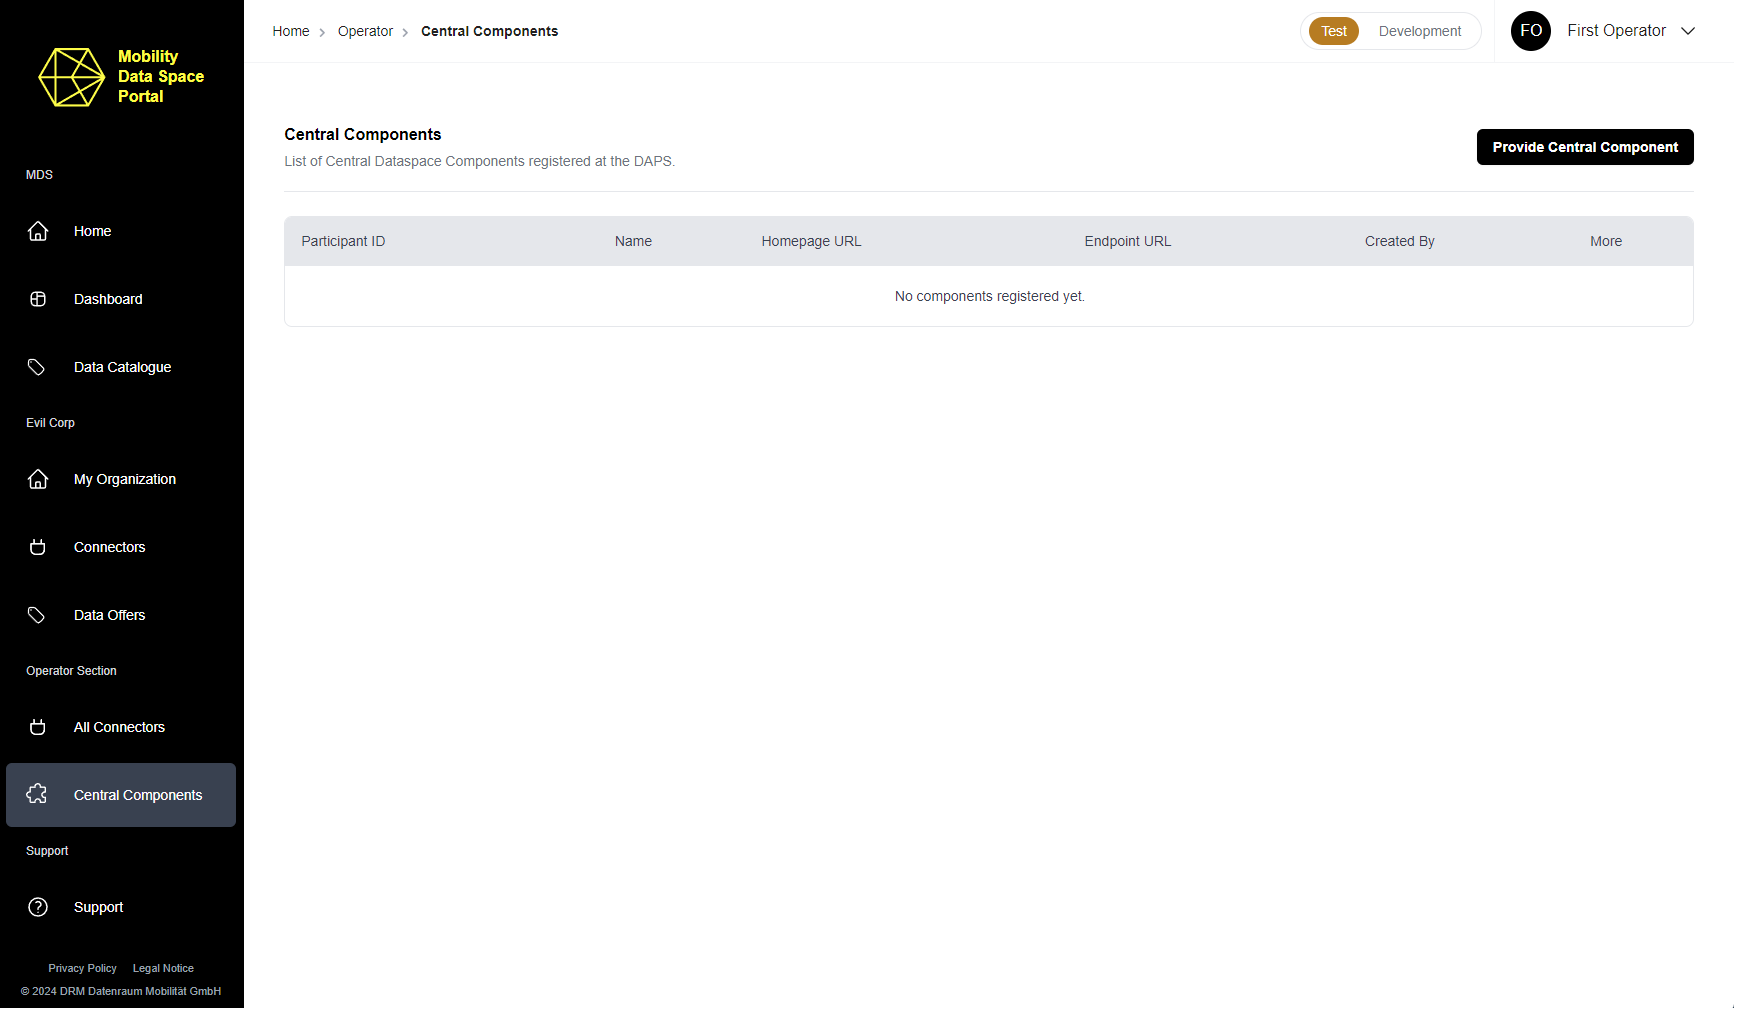 Mobility
Data Space
Portal
MDS
Home
Dashboard
Data Catalogue
Evil Corp
My Organization
Connectors
Data Offers
Operator Section
All Connectors
Central Components
Support
Support
Privacy Policy Legal Notice
© 2024 DRM Datenraum Mobilität GmbH
Home Operator Central Components
Test Development
FO First Operator
Central Components
List of Central Dataspace Components registered at the DAPS.
Provide Central Component
Participant ID Name Homepage URL Endpoint URL Created By More
No components registered yet.